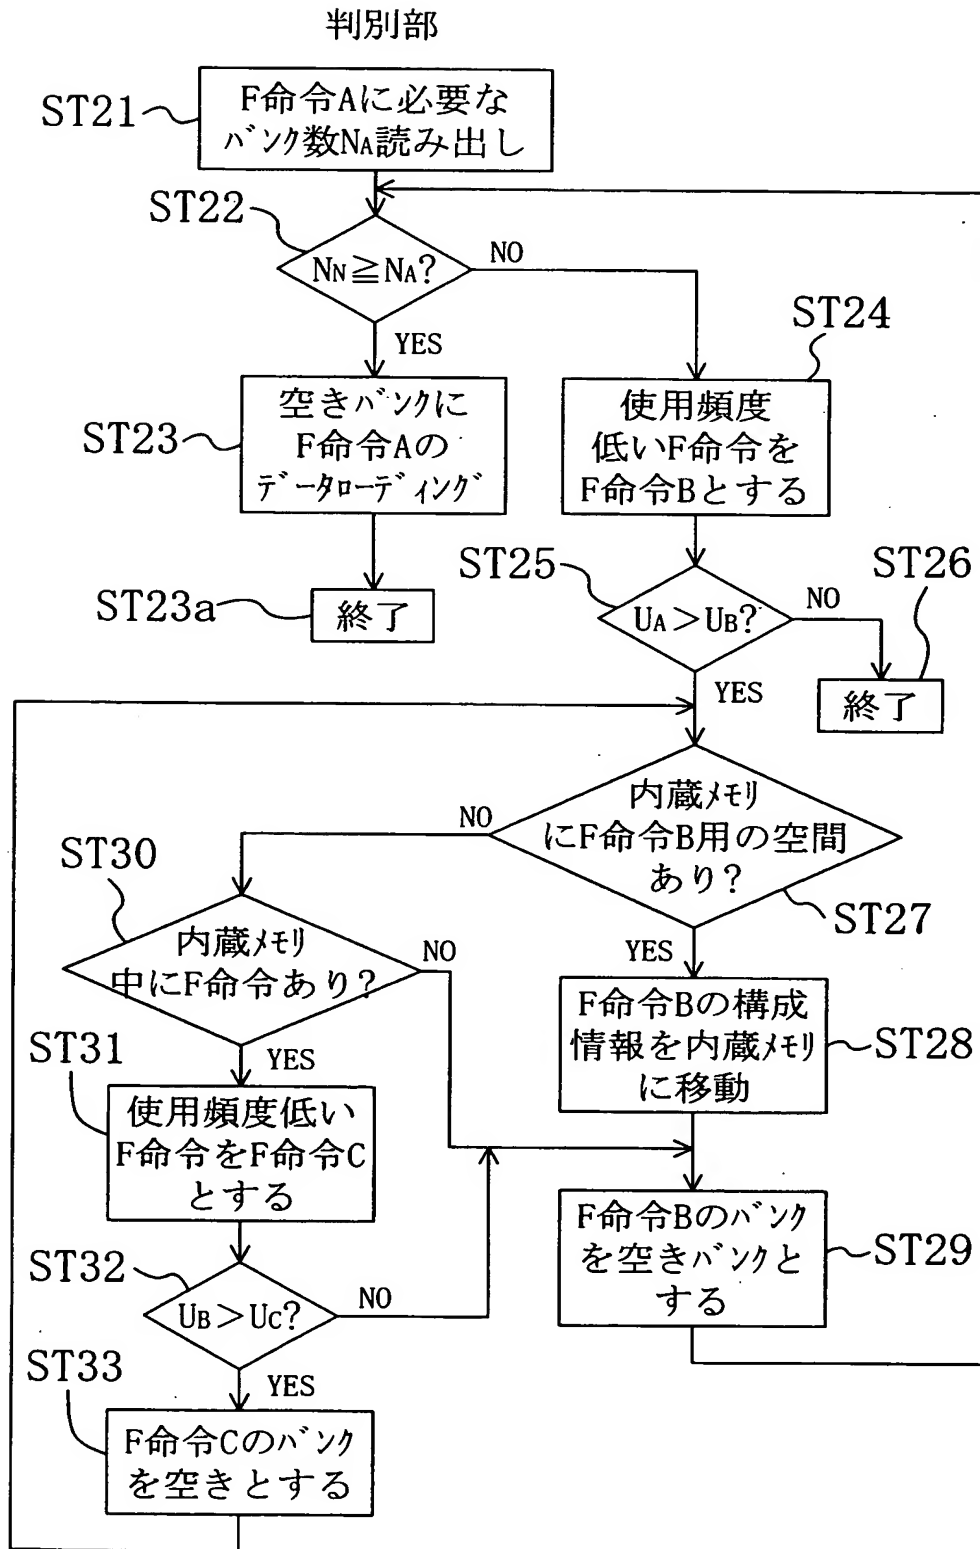 判別部
ST21
F命令Aに必要な
バンク数NA読み出し
ST22
NN≧NA?
NO
YES
ST23
空きバンクに
F命令Aの
データローディング
ST23a
終了
ST24
使用頻度
低いF命令を
F命令Bとする
ST25
UA>UB?
NO
YES
ST26
終了
内蔵メモリ
にF命令B用の空間
あり?
NO
YES
ST27
ST30
内蔵メモリ
中にF命令あり?
NO
YES
F命令Bの構成
情報を内蔵メモリ
に移動
ST28
ST31
使用頻度低い
F命令をF命令C
とする
F命令Bのバンク
を空きバンクと
する
ST29
ST32
UB>UC?
NO
YES
ST33
F命令Cのバンク
を空きとする